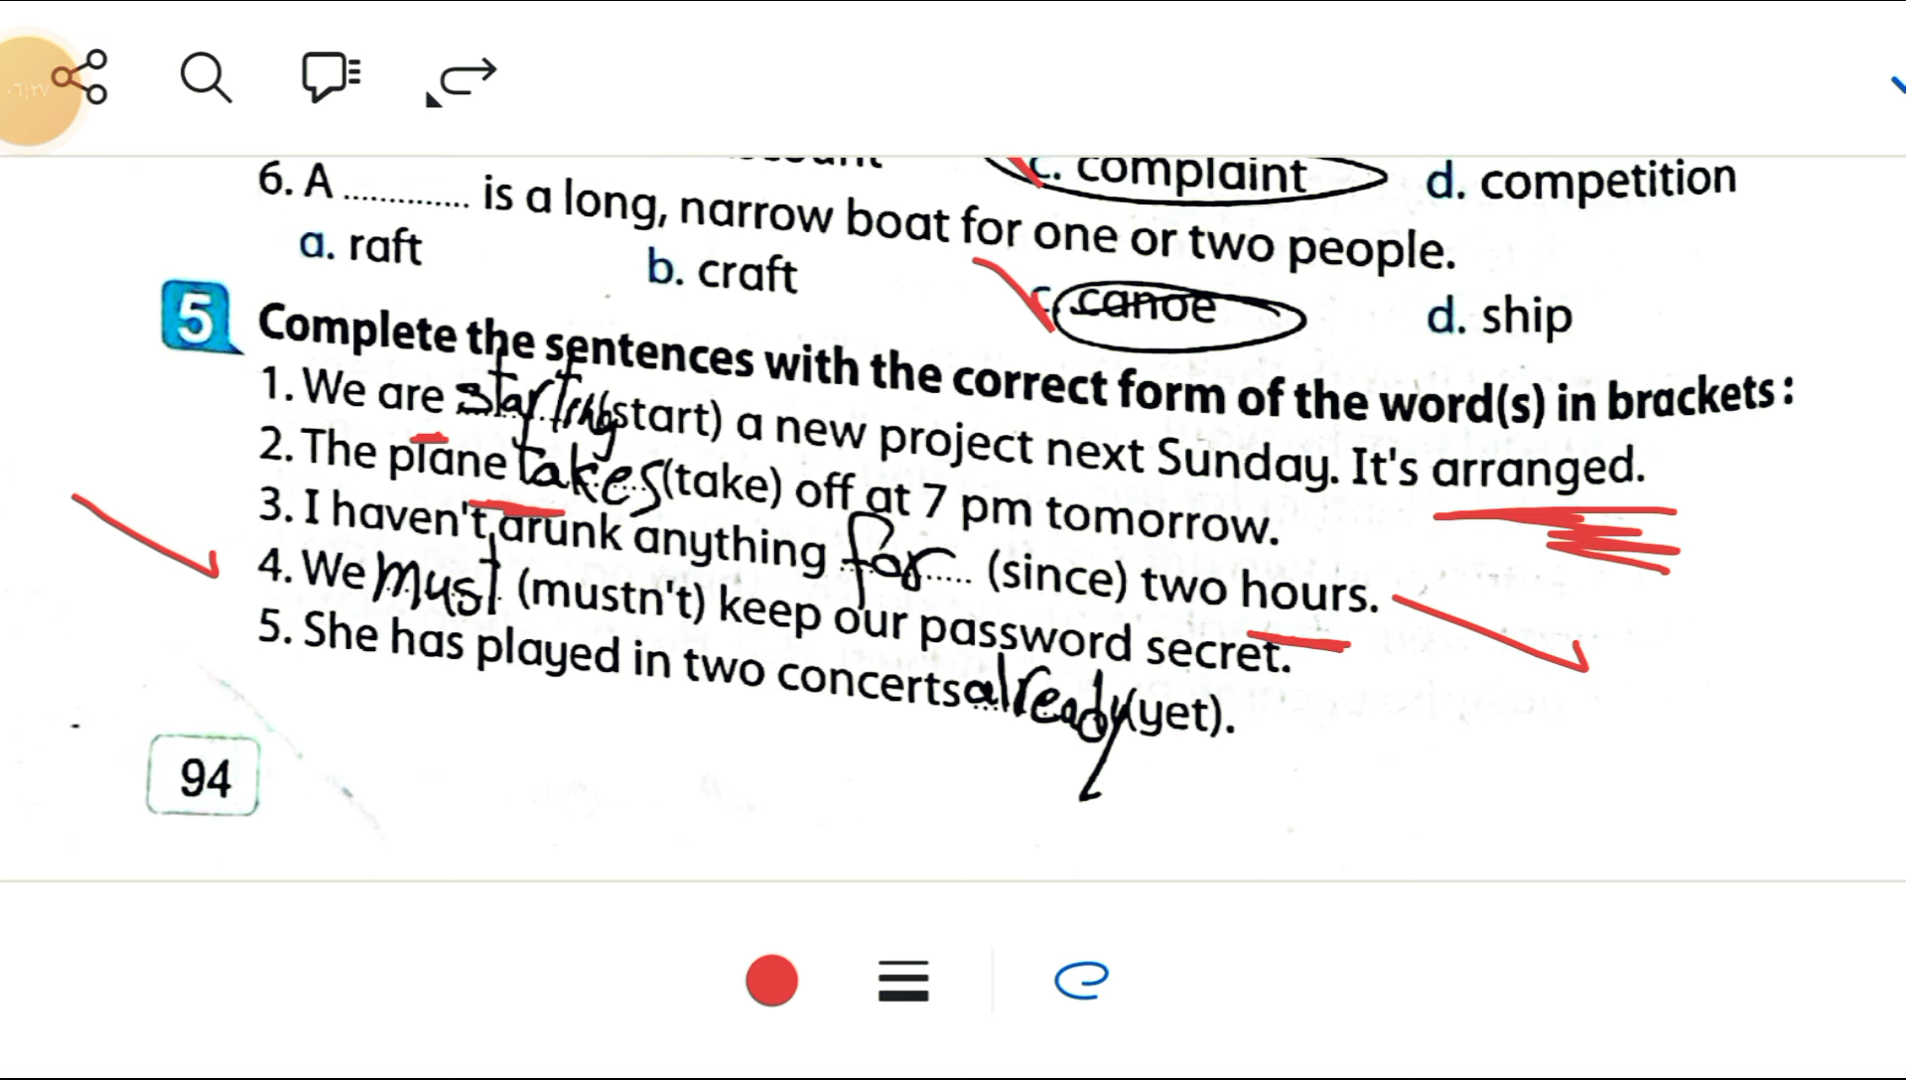 ٠٦:٢٧
c. complaint d. competition
6. A .............. is a long, narrow boat for one or two people.
a. raft b. craft c. canoe d. ship
5 Complete the sentences with the correct form of the word(s) in brackets:
1. We are starting (start) a new project next Sunday. It's arranged.
2. The plane takes (take) off at 7 pm tomorrow.
3. I haven't drunk anything for ..... (since) two hours.
4. We must (mustn't) keep our password secret.
5. She has played in two concerts already (yet).
94